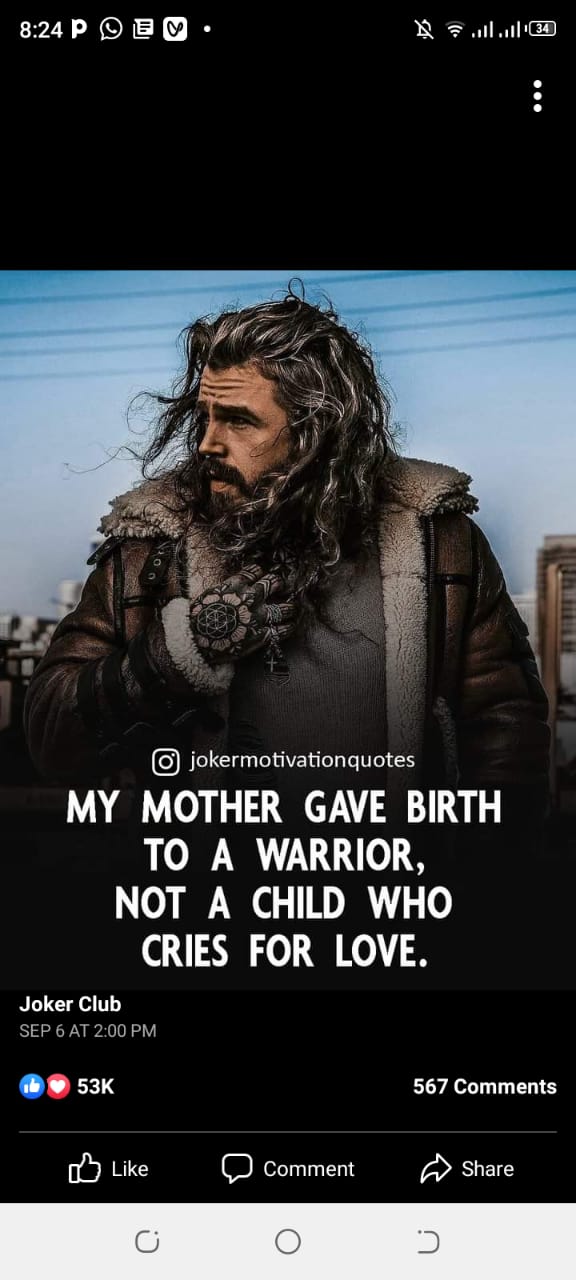 8:24
34
jokermotivationquotes
MY MOTHER GAVE BIRTH
TO A WARRIOR,
NOT A CHILD WHO
CRIES FOR LOVE.
Joker Club
SEP 6 AT 2:00 PM
53K 567 Comments
Like Comment Share